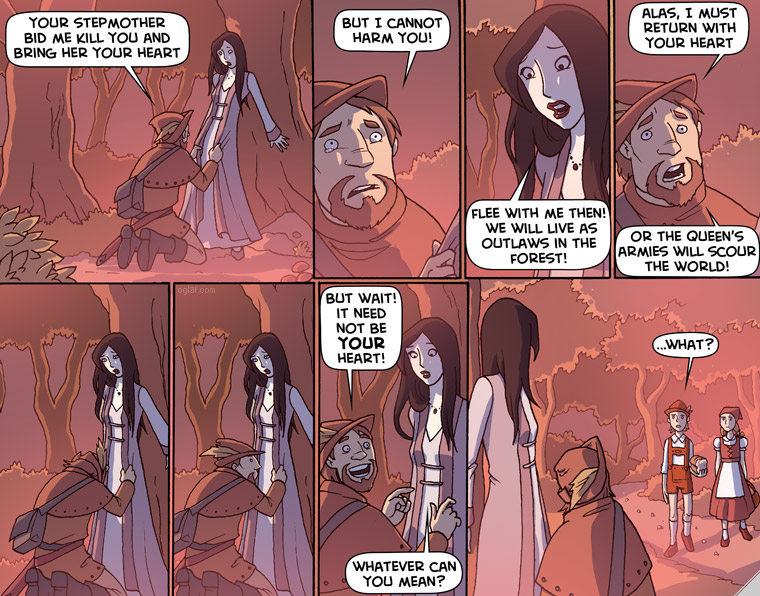 YOUR STEPMOTHER
BID ME KILL YOU AND
BRING HER YOUR HEART
BUT I CANNOT
HARM YOU!
FLEE WITH ME THEN!
WE WILL LIVE AS
OUTLAWS IN THE
FOREST!
ALAS, I MUST
RETURN WITH
YOUR HEART
OR THE QUEEN'S
ARMIES WILL SCOUR
THE WORLD!
oglaf.com
BUT WAIT!
IT NEED
NOT BE
YOUR
HEART!
WHATEVER CAN
YOU MEAN?
...WHAT?